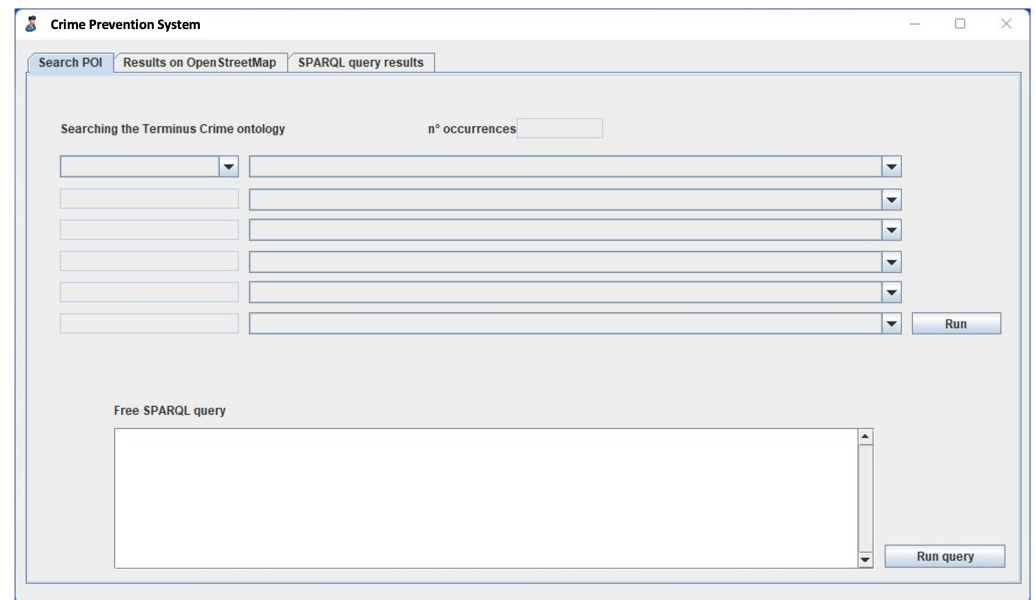 Crime Prevention System
Search POI
Results on OpenStreetMap
SPARQL query results
Searching the Terminus Crime ontology
n° occurrences
Run
Free SPARQL query
Run query